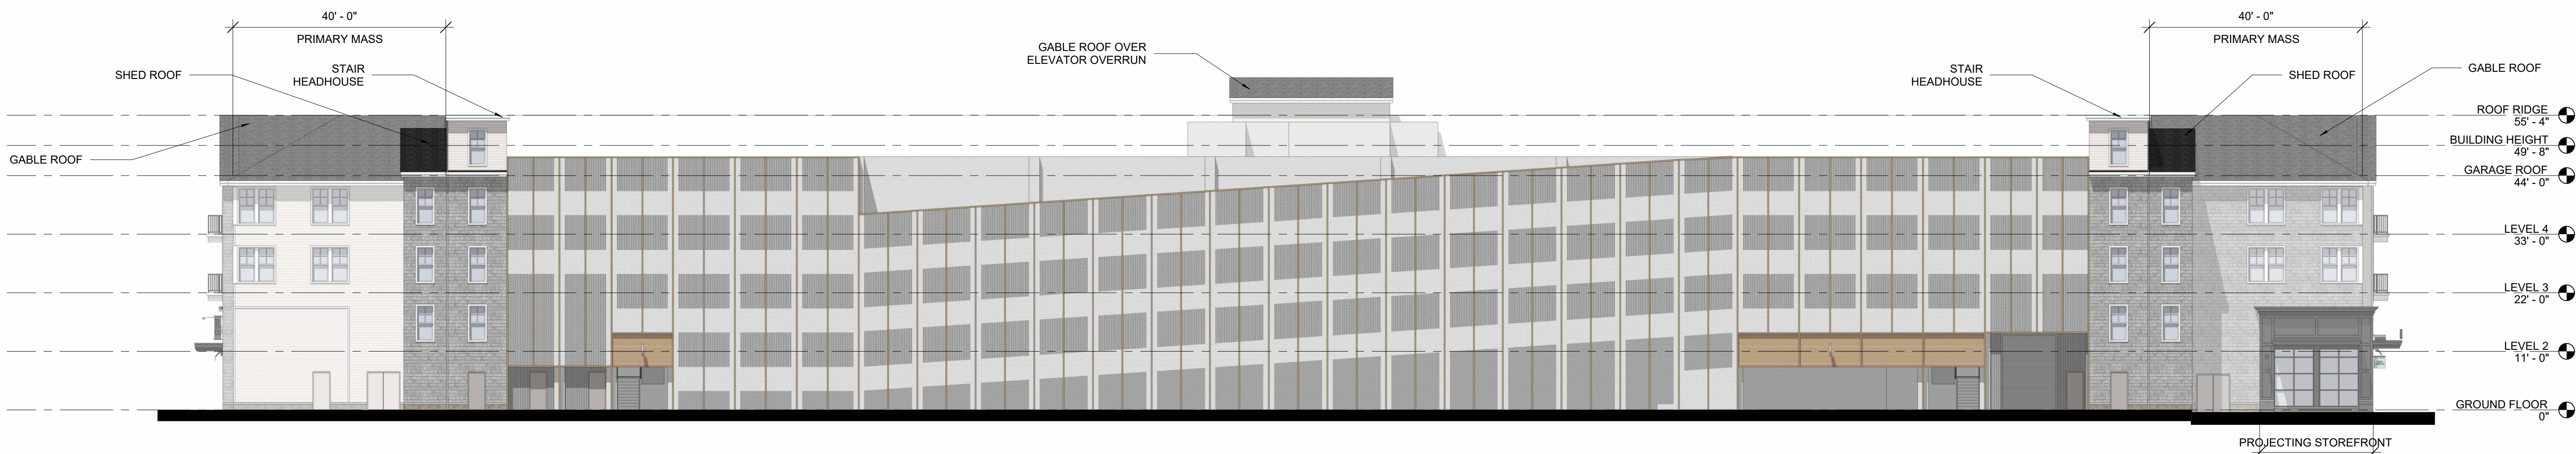 40' - 0"
PRIMARY MASS
SHED ROOF
STAIR
HEADHOUSE
GABLE ROOF
GABLE ROOF OVER
ELEVATOR OVERRUN
40' - 0"
PRIMARY MASS
STAIR
HEADHOUSE
SHED ROOF
GABLE ROOF
ROOF RIDGE
55' - 4"
BUILDING HEIGHT
49' - 8"
GARAGE ROOF
44' - 0"
LEVEL 4
33' - 0"
LEVEL 3
22' - 0"
LEVEL 2
11' - 0"
GROUND FLOOR
0"
PROJECTING STOREFRONT